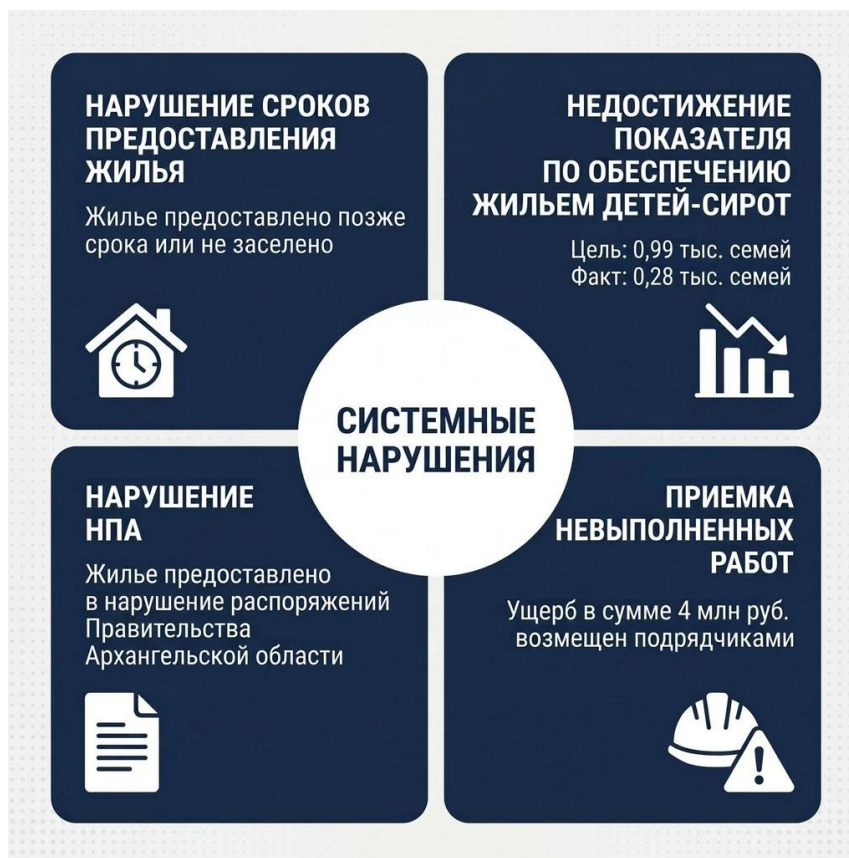 НАРУШЕНИЕ СРОКОВ
ПРЕДОСТАВЛЕНИЯ
ЖИЛЬЯ
Жилье предоставлено позже
срока или не заселено
НЕДОСТИЖЕНИЕ
ПОКАЗАТЕЛЯ
ПО ОБЕСПЕЧЕНИЮ
ЖИЛЬЕМ ДЕТЕЙ-СИРОТ
Цель: 0,99 тыс. семей
Факт: 0,28 тыс. семей
СИСТЕМНЫЕ
НАРУШЕНИЯ
НАРУШЕНИЕ
НПА
Жилье предоставлено
в нарушение распоряжений
Правительства
Архангельской области
ПРИЕМКА
НЕВЫПОЛНЕННЫХ
РАБОТ
Ущерб в сумме 4 млн руб.
возмещен подрядчиками